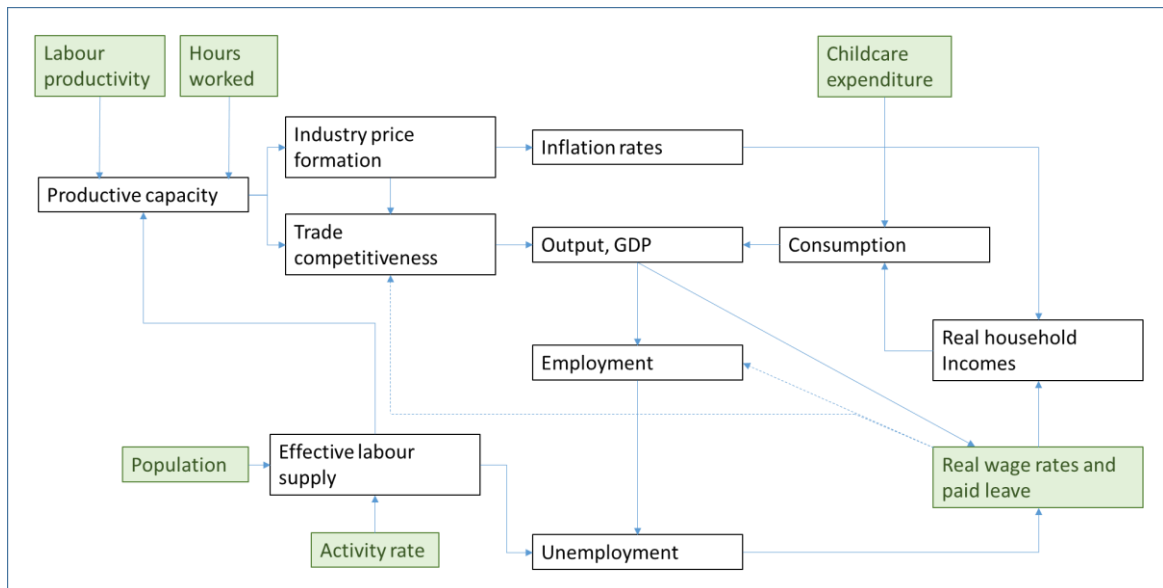 Labour
productivity
Hours
worked
Childcare
expenditure
Industry price
formation
Inflation rates
Productive capacity
Trade
competitiveness
Output, GDP
Consumption
Real household
Incomes
Employment
Population
Effective labour
supply
Real wage rates and
paid leave
Activity rate
Unemployment